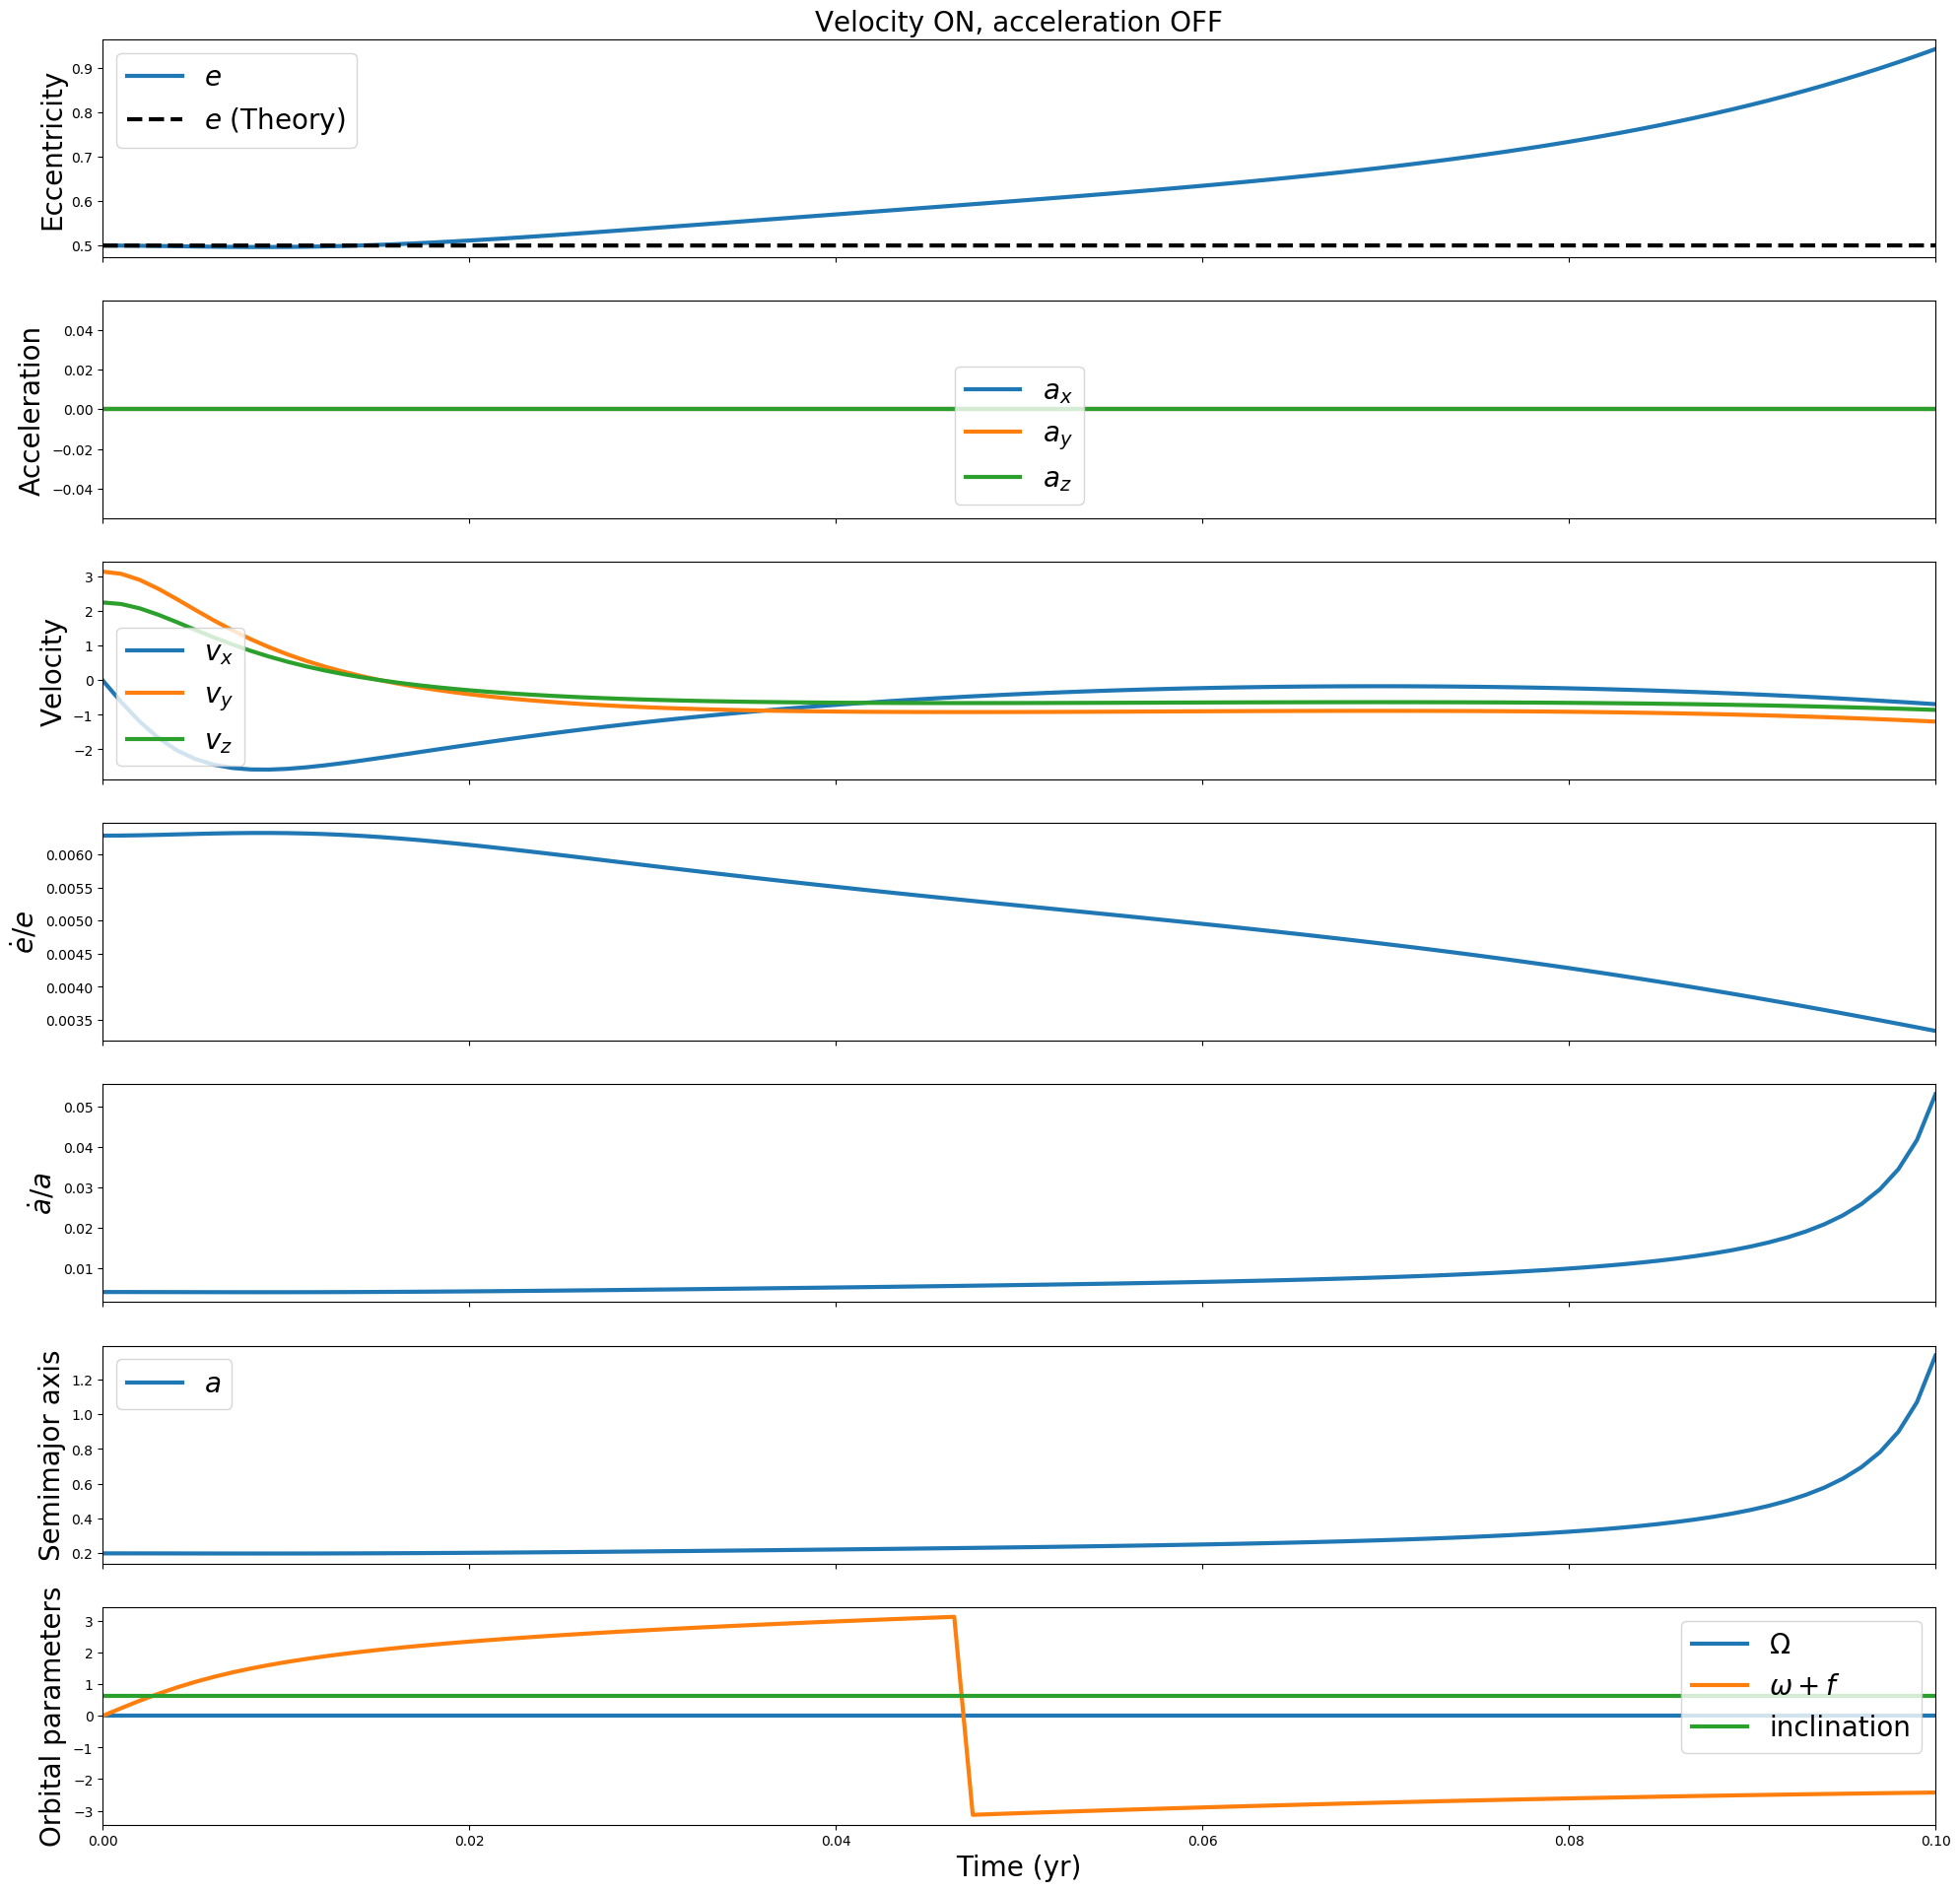 Velocity ON, acceleration OFF
Eccentricity
0.9
0.8
0.7
0.6
0.5
e
e (Theory)
Acceleration
0.04
0.02
0.00
−0.02
−0.04
a_x
a_y
a_z
Velocity
3
2
1
0
−1
−2
v_x
v_y
v_z
ė/e
0.0060
0.0055
0.0050
0.0045
0.0040
0.0035
ȧ/a
0.05
0.04
0.03
0.02
0.01
Semimajor axis
1.2
1.0
0.8
0.6
0.4
0.2
a
Orbital parameters
3
2
1
0
−1
−2
−3
Ω
ω + f
inclination
0.00 0.02 0.04 0.06 0.08 0.10
Time (yr)